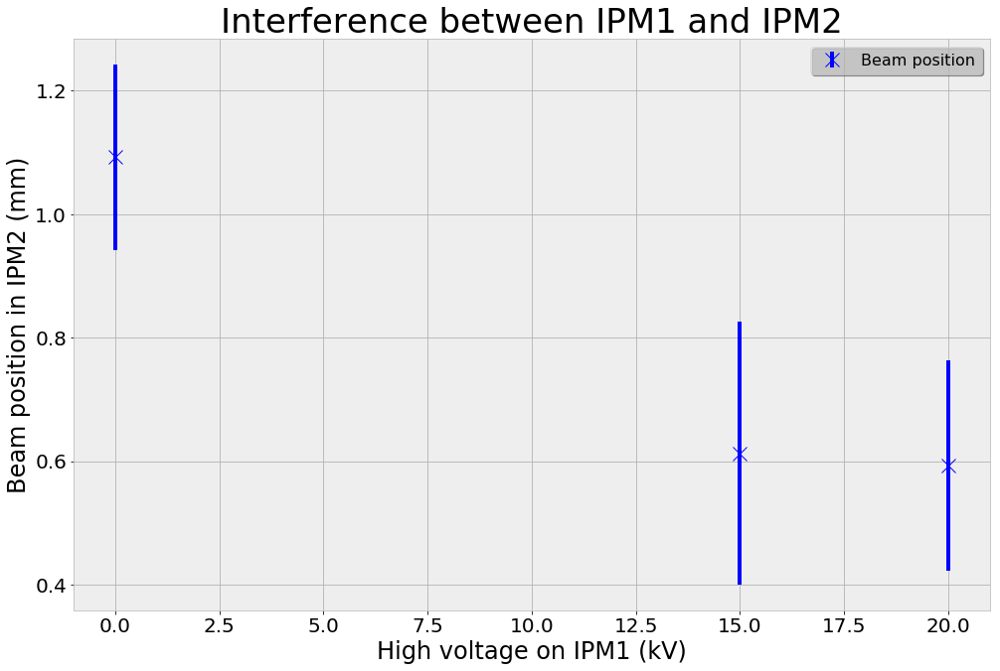 Interference between IPM1 and IPM2
Beam position
Beam position in IPM2 (mm)
1.2
1.0
0.8
0.6
0.4
0.0 2.5 5.0 7.5 10.0 12.5 15.0 17.5 20.0
High voltage on IPM1 (kV)